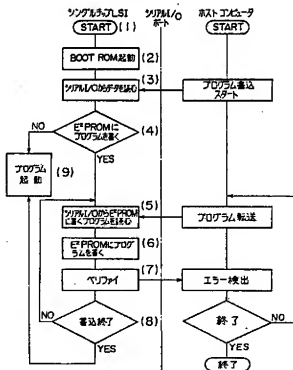 シングルチップLSI
シリアルI/O
ポート
ホスト コンピュータ
START
(1)
START
BOOT ROM起動
(2)
(3)
シリアルI/Oからデータを読む
プログラム書込
スタート
NO
E²PROMに
プログラムを書く
(4)
YES
プログラム
起動
(9)
(5)
シリアルI/OからE²PROM
に書くプログラムを読む
プログラム転送
(6)
E²PROMにプログ
ラムを書く
(7)
ベリファイ
エラー検出
NO
書込終了
(8)
終了
NO
YES
YES
終了